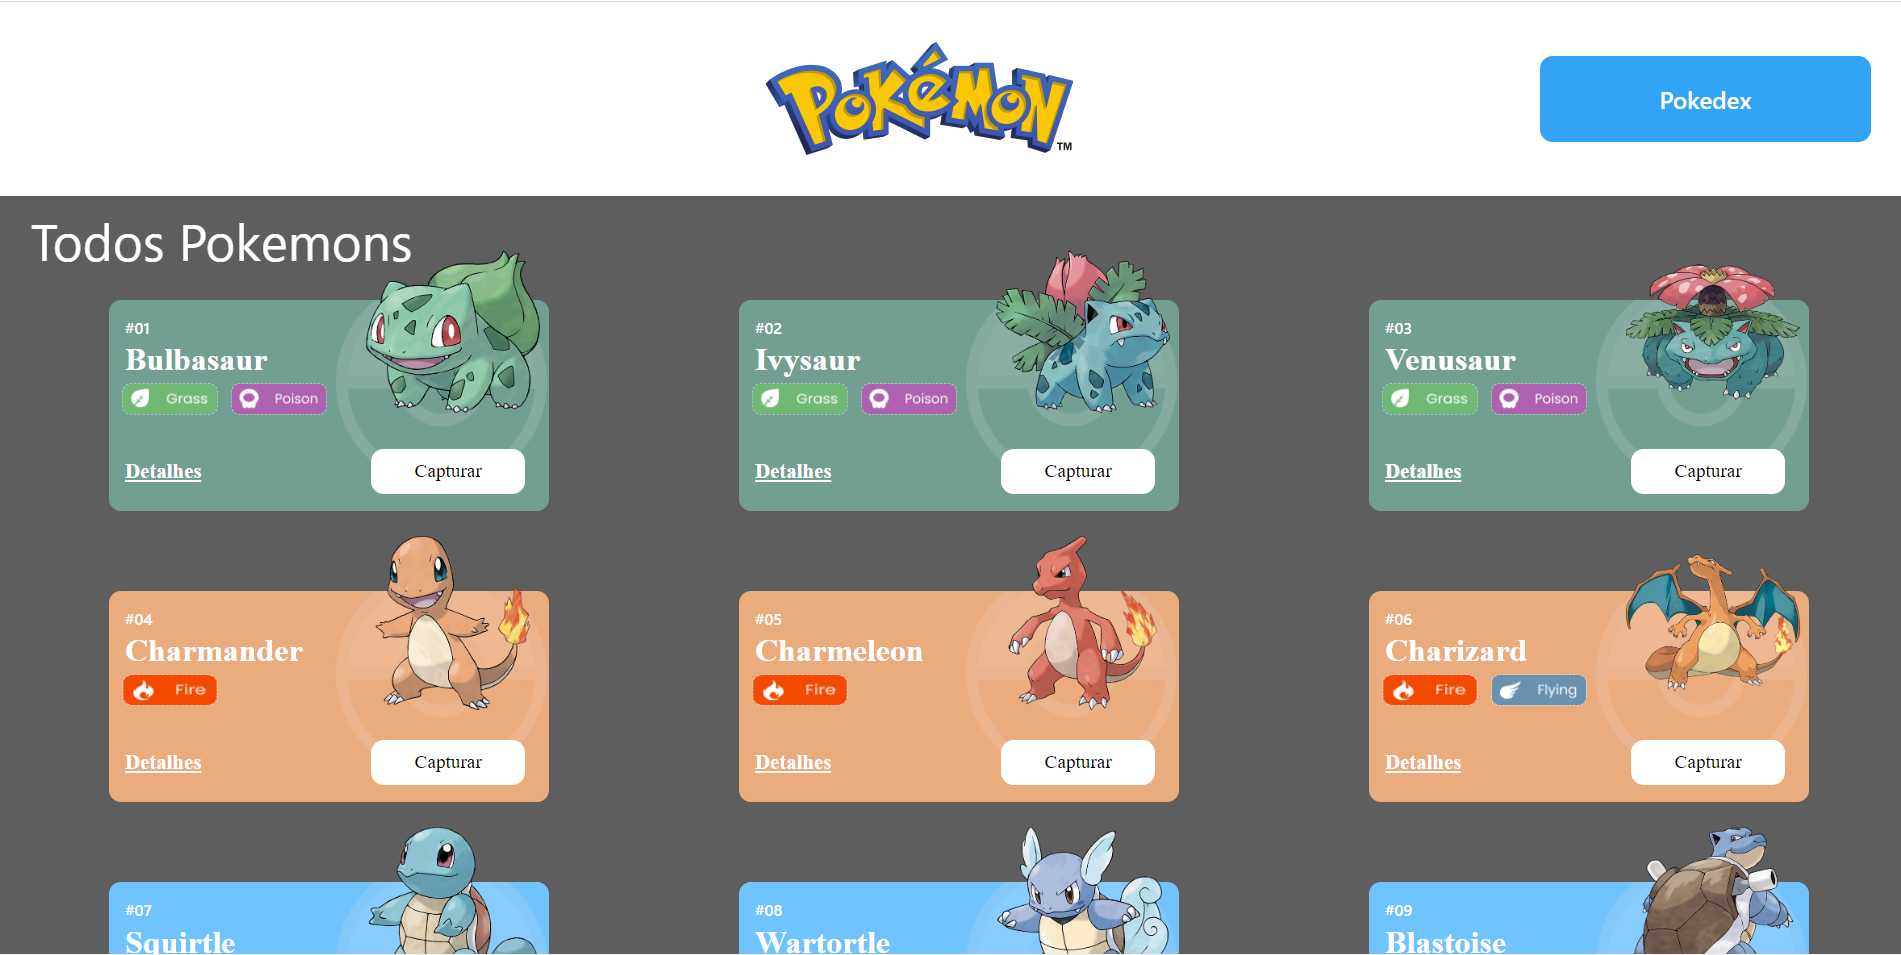 POKéMON
TM
Pokedex
Todos Pokemons
#01
Bulbasaur
Grass Poison
Detalhes Capturar
#02
Ivysaur
Grass Poison
Detalhes Capturar
#03
Venusaur
Grass Poison
Detalhes Capturar
#04
Charmander
Fire
Detalhes Capturar
#05
Charmeleon
Fire
Detalhes Capturar
#06
Charizard
Fire Flying
Detalhes Capturar
#07
Squirtle
#08
Wartortle
#09
Blastoise